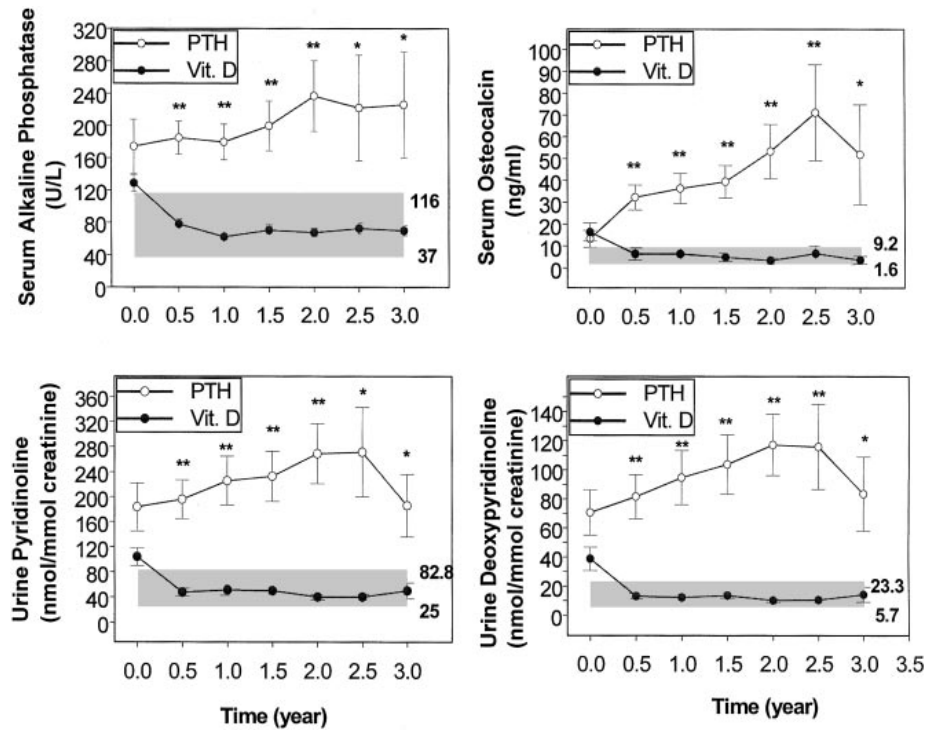 Serum Alkaline Phosphatase
(U/L)
320
280
240
200
160
120
80
40
0
PTH
Vit. D
** ** ** ** * *
116
37
0.0 0.5 1.0 1.5 2.0 2.5 3.0
Serum Osteocalcin
(ng/ml)
100
90
80
70
60
50
40
30
20
10
0
PTH
Vit. D
** ** ** ** ** *
9.2
1.6
0.0 0.5 1.0 1.5 2.0 2.5 3.0
Urine Pyridinoline
(nmol/mmol creatinine)
360
320
280
240
200
160
120
80
40
0
PTH
Vit. D
** ** ** ** * *
82.8
25
0.0 0.5 1.0 1.5 2.0 2.5 3.0
Time (year)
Urine Deoxypyridinoline
(nmol/mmol creatinine)
140
120
100
80
60
40
20
0
PTH
Vit. D
** ** ** ** ** *
23.3
5.7
0.0 0.5 1.0 1.5 2.0 2.5 3.0 3.5
Time (year)